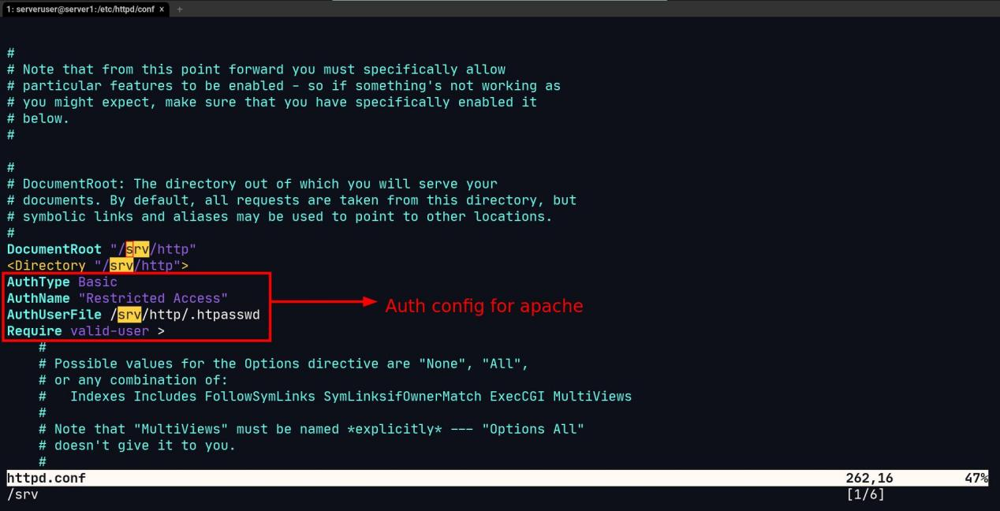 1: serveruser@server1:/etc/httpd/conf × +
#
# Note that from this point forward you must specifically allow
# particular features to be enabled - so if something's not working as
# you might expect, make sure that you have specifically enabled it
# below.
#
#
# DocumentRoot: The directory out of which you will serve your
# documents. By default, all requests are taken from this directory, but
# symbolic links and aliases may be used to point to other locations.
#
DocumentRoot "/srv/http"
<Directory "/srv/http">
AuthType Basic
AuthName "Restricted Access"
Auth config for apache
AuthUserFile /srv/http/.htpasswd
Require valid-user >
#
# Possible values for the Options directive are "None", "All",
# or any combination of:
#   Indexes Includes FollowSymLinks SymLinksifOwnerMatch ExecCGI MultiViews
#
# Note that "MultiViews" must be named *explicitly* --- "Options All"
# doesn't give it to you.
#
httpd.conf 262,16 47%
/srv [1/6]